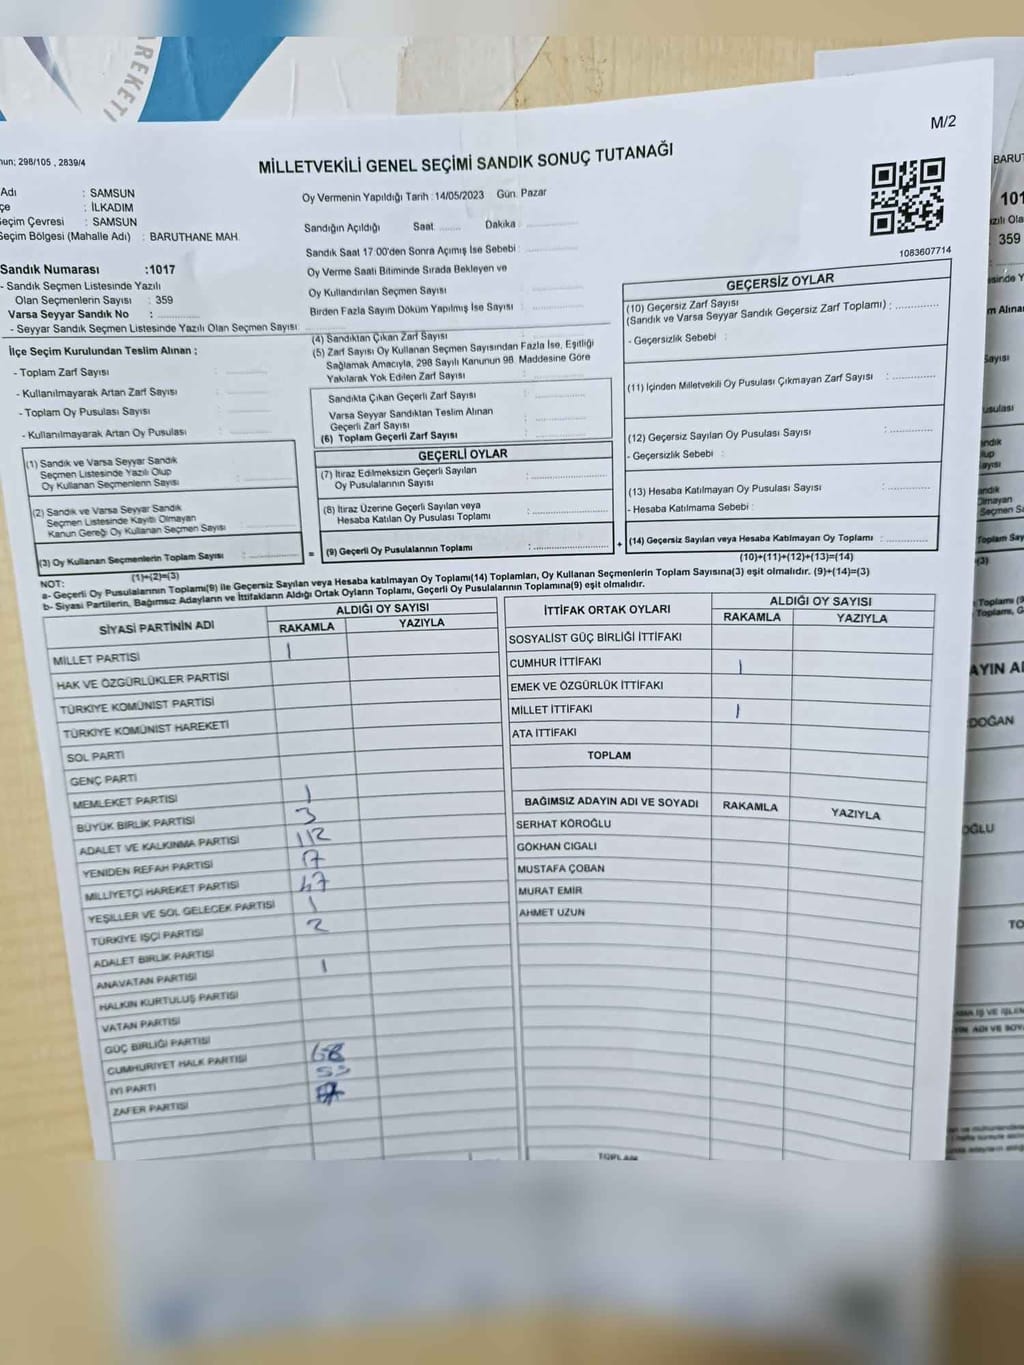 REKETİ
M/2
298/105 , 2839/4
MİLLETVEKİLİ GENEL SEÇİMİ SANDIK SONUÇ TUTANAĞI
Adı : SAMSUN
çe : İLKADIM
eçim Çevresi : SAMSUN
eçim Bölgesi (Mahalle Adı) : BARUTHANE MAH.
Sandık Numarası :1017
- Sandık Seçmen Listesinde Yazılı
Olan Seçmenlerin Sayısı : 359
Varsa Seyyar Sandık No :
- Seyyar Sandık Seçmen Listesinde Yazılı Olan Seçmen Sayısı:
Oy Vermenin Yapıldığı Tarih : 14/05/2023 Gün: Pazar
Sandığın Açıldığı Saat: Dakika :
Sandık Saat 17:00'den Sonra Açımış İse Sebebi :
Oy Verme Saati Bitiminde Sırada Bekleyen ve
Oy Kullandırılan Seçmen Sayısı :
Birden Fazla Sayım Döküm Yapılmış İse Sayısı :
1083607714
İlçe Seçim Kurulundan Teslim Alınan ;
- Toplam Zarf Sayısı :
- Kullanılmayarak Artan Zarf Sayısı :
- Toplam Oy Pusulası Sayısı :
- Kullanılmayarak Artan Oy Pusulası :
(4) Sandıktan Çıkan Zarf Sayısı :
(5) Zarf Sayısı Oy Kullanan Seçmen Sayısından Fazla İse, Eşitliği
Sağlamak Amacıyla, 298 Sayılı Kanunun 98. Maddesine Göre
Yakılarak Yok Edilen Zarf Sayısı :
Sandıkta Çıkan Geçerli Zarf Sayısı :
Varsa Seyyar Sandıktan Teslim Alınan
Geçerli Zarf Sayısı :
(6) Toplam Geçerli Zarf Sayısı :
GEÇERSİZ OYLAR
(10) Geçersiz Zarf Sayısı
(Sandık ve Varsa Seyyar Sandık Geçersiz Zarf Toplamı) :
- Geçersizlik Sebebi :
(11) İçinden Milletvekili Oy Pusulası Çıkmayan Zarf Sayısı :
(12) Geçersiz Sayılan Oy Pusulası Sayısı :
- Geçersizlik Sebebi :
(13) Hesaba Katılmayan Oy Pusulası Sayısı :
- Hesaba Katılmama Sebebi :
(14) Geçersiz Sayılan veya Hesaba Katılmayan Oy Toplamı :
(10)+(11)+(12)+(13)=(14)
(1) Sandık ve Varsa Seyyar Sandık
Seçmen Listesinde Yazılı Olup
Oy Kullanan Seçmenlerin Sayısı :
(2) Sandık ve Varsa Seyyar Sandık
Seçmen Listesinde Kayıtlı Olmayan
Kanun Gereği Oy Kullanan Seçmen Sayısı :
(3) Oy Kullanan Seçmenlerin Toplam Sayısı : =
(1)+(2)=(3)
GEÇERLİ OYLAR
(7) İtiraz Edilmeksizin Geçerli Sayılan
Oy Pusulalarının Sayısı :
(8) İtiraz Üzerine Geçerli Sayılan veya
Hesaba Katılan Oy Pusulası Toplamı :
(9) Geçerli Oy Pusulalarının Toplamı : +
NOT:
a- Geçerli Oy Pusulalarının Toplamı(9) ile Geçersiz Sayılan veya Hesaba katılmayan Oy Toplamı(14) Toplamları, Oy Kullanan Seçmenlerin Toplam Sayısına(3) eşit olmalıdır. (9)+(14)=(3)
b- Siyasi Partilerin, Bağımsız Adayların ve İttifakların Aldığı Ortak Oyların Toplamı, Geçerli Oy Pusulalarının Toplamına(9) eşit olmalıdır.
SİYASİ PARTİNİN ADI ALDIĞI OY SAYISI
RAKAMLA YAZIYLA
MİLLET PARTİSİ 1
HAK VE ÖZGÜRLÜKLER PARTİSİ
TÜRKİYE KOMÜNİST PARTİSİ
TÜRKİYE KOMÜNİST HAREKETİ
SOL PARTİ
GENÇ PARTİ
MEMLEKET PARTİSİ 1
BÜYÜK BİRLİK PARTİSİ 3
ADALET VE KALKINMA PARTİSİ 112
YENİDEN REFAH PARTİSİ 17
MİLLİYETÇİ HAREKET PARTİSİ 47
YEŞİLLER VE SOL GELECEK PARTİSİ 1
TÜRKİYE İŞÇİ PARTİSİ 2
ADALET BİRLİK PARTİSİ
ANAVATAN PARTİSİ 1
HALKIN KURTULUŞ PARTİSİ
VATAN PARTİSİ
GÜÇ BİRLİĞİ PARTİSİ
CUMHURİYET HALK PARTİSİ 68
İYİ PARTİ
ZAFER PARTİSİ
İTTİFAK ORTAK OYLARI ALDIĞI OY SAYISI
RAKAMLA YAZIYLA
SOSYALİST GÜÇ BİRLİĞİ İTTİFAKI
CUMHUR İTTİFAKI 1
EMEK VE ÖZGÜRLÜK İTTİFAKI
MİLLET İTTİFAKI 1
ATA İTTİFAKI
TOPLAM
BAĞIMSIZ ADAYIN ADI VE SOYADI RAKAMLA YAZIYLA
SERHAT KÖROĞLU
GÖKHAN CIGALI
MUSTAFA ÇOBAN
MURAT EMİR
AHMET UZUN
TOPLAM
BARUT
101
359
Toplam Say
AYIN AI
DOĞAN
OĞLU
TO